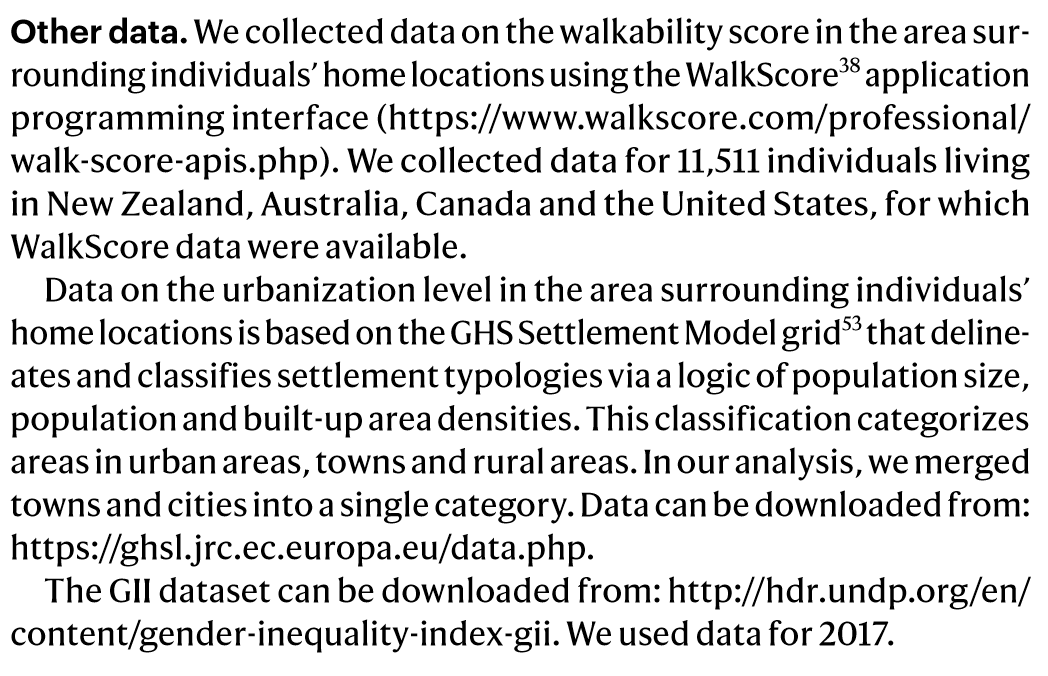 Other data. We collected data on the walkability score in the area sur-
rounding individuals’ home locations using the WalkScore38 application
programming interface (https://www.walkscore.com/professional/
walk-score-apis.php). We collected data for 11,511 individuals living
in New Zealand, Australia, Canada and the United States, for which
WalkScore data were available.
Data on the urbanization level in the area surrounding individuals’
home locations is based on the GHS Settlement Model grid53 that deline-
ates and classifies settlement typologies via a logic of population size,
population and built-up area densities. This classification categorizes
areas in urban areas, towns and rural areas. In our analysis, we merged
towns and cities into a single category. Data can be downloaded from:
https://ghsl.jrc.ec.europa.eu/data.php.
The GII dataset can be downloaded from: http://hdr.undp.org/en/
content/gender-inequality-index-gii. We used data for 2017.